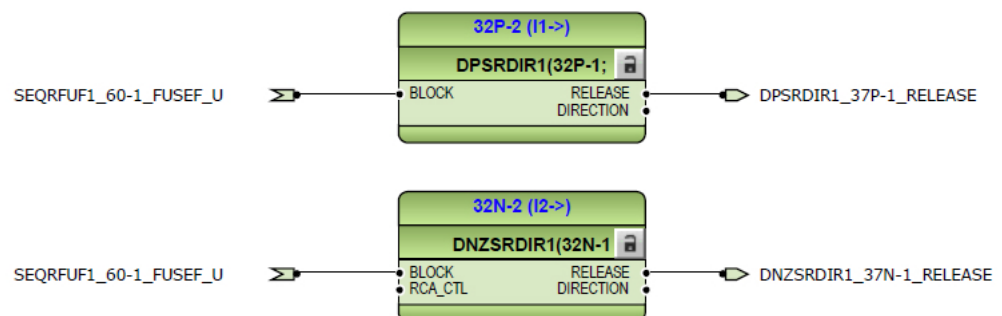 32P-2 (I1->)
DPSRDIR1(32P-1;
SEQRFUF1_60-1_FUSEF_U
BLOCK
RELEASE
DPSRDIR1_37P-1_RELEASE
DIRECTION
32N-2 (I2->)
DNZSRDIR1(32N-1
SEQRFUF1_60-1_FUSEF_U
BLOCK
RELEASE
DNZSRDIR1_37N-1_RELEASE
RCA_CTL
DIRECTION